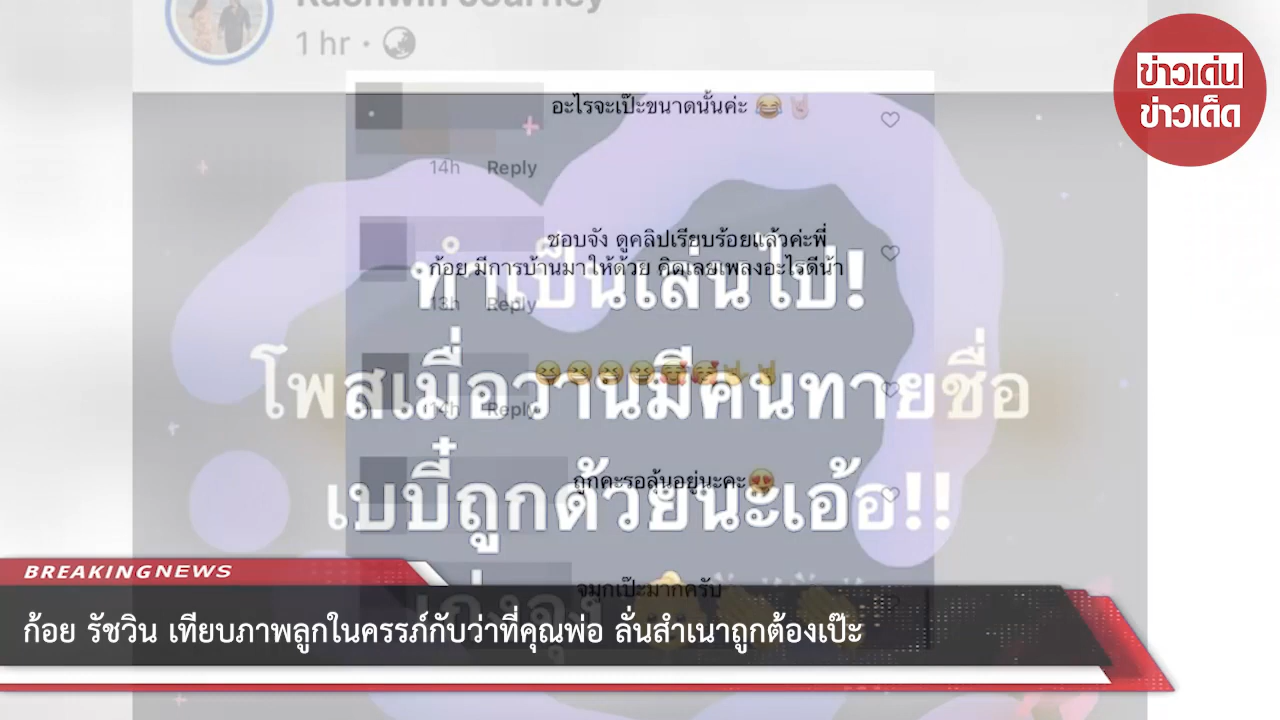 Rushwin Journey
1 hr ·
ข่าวเด่น
ข่าวเด็ด
อะไรจะเป๊ะขนาดนั้นค่ะ 😂🤘
14h Reply
ชอบจัง ดูคลิปเรียบร้อยแล้วค่ะพี่
ก้อย มีการบ้านมาให้ด้วย คิดเลยเพลงอะไรดีน้า
13h Reply
ทำเป็นเล่นไป!
😆😆😆😆🥰🥰
14h Reply
โพสเมื่อวานมีคนทายชื่อ
ถูกคะรอลุ้นอยู่นะคะ😍
เบบี๋ถูกด้วยนะเอ้อ!!
จมูกเป๊ะมากครับ
BREAKINGNEWS
ก้อย รัชวิน เทียบภาพลูกในครรภ์กับว่าที่คุณพ่อ ลั่นสำเนาถูกต้องเป๊ะ